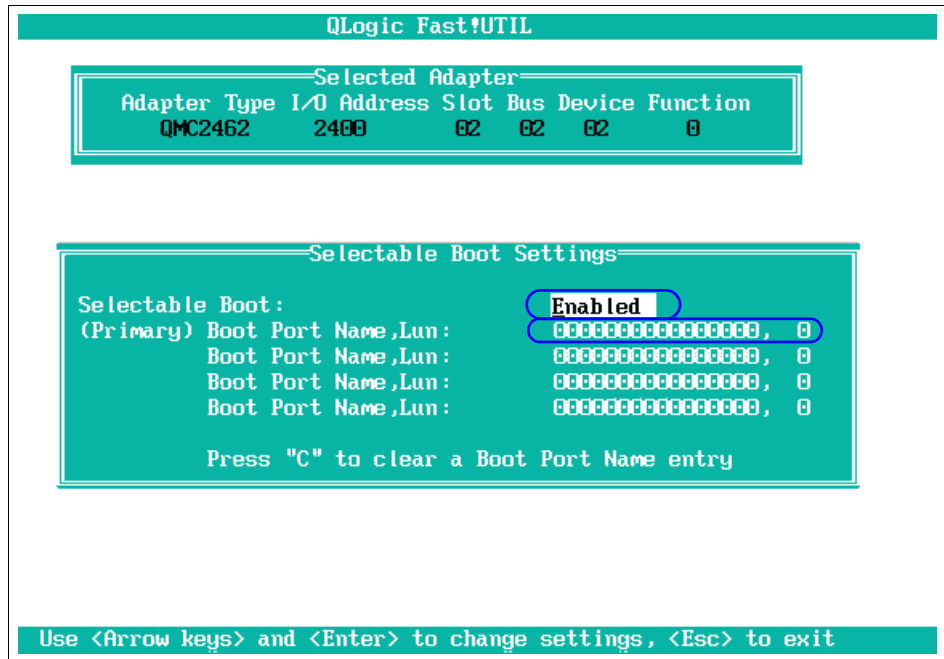 QLogic Fast!UTIL
Selected Adapter
Adapter Type I/O Address Slot Bus Device Function
QMC2462 2400 02 02 02 0
Selectable Boot Settings
Selectable Boot: Enabled
(Primary) Boot Port Name,Lun: 0000000000000000, 0
Boot Port Name,Lun: 0000000000000000, 0
Boot Port Name,Lun: 0000000000000000, 0
Boot Port Name,Lun: 0000000000000000, 0
Press "C" to clear a Boot Port Name entry
Use <Arrow keys> and <Enter> to change settings, <Esc> to exit